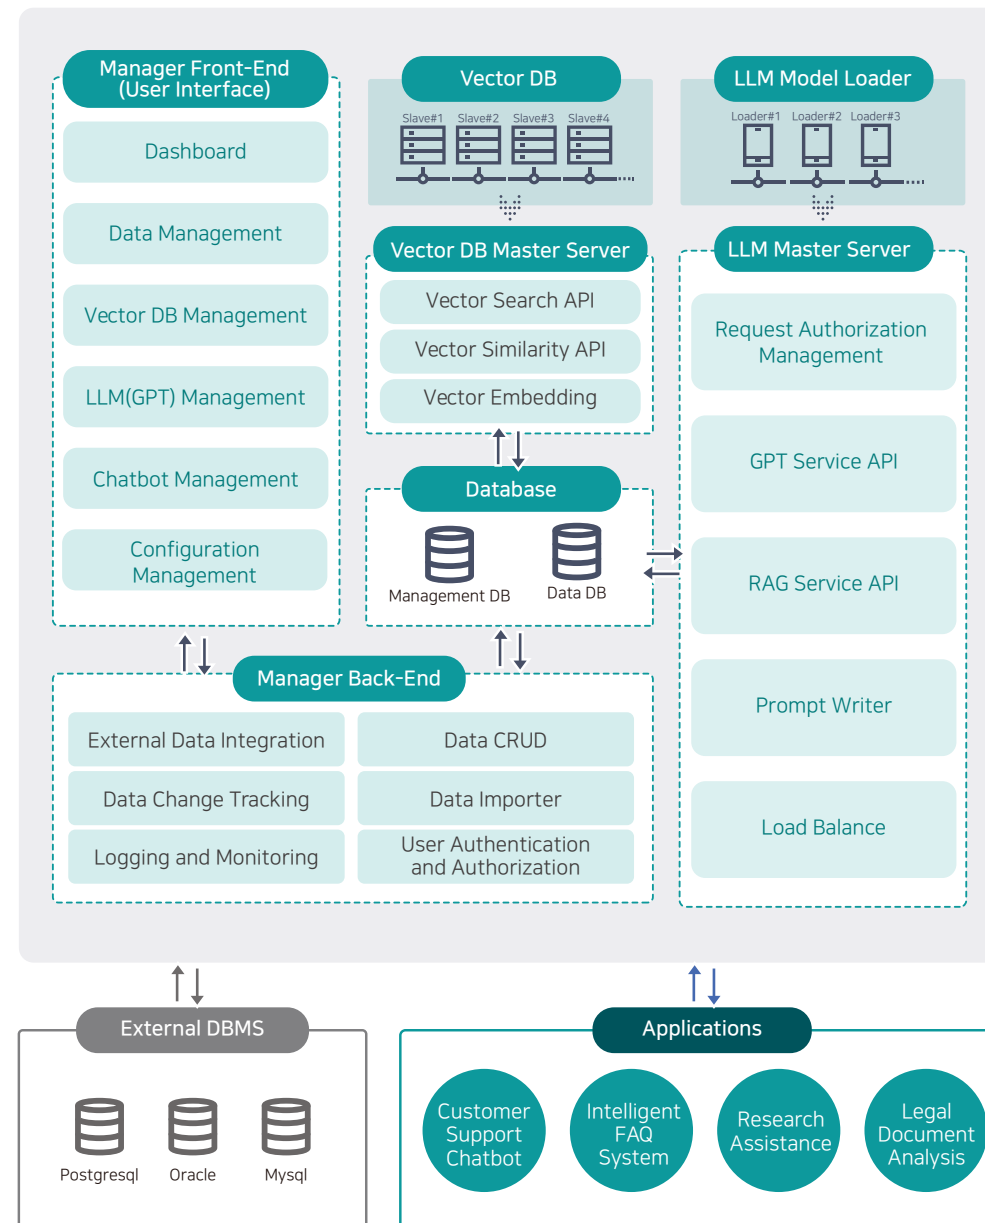 Manager Front-End
(User Interface)
Dashboard
Data Management
Vector DB Management
LLM(GPT) Management
Chatbot Management
Configuration
Management
Vector DB
Slave#1
Slave#2
Slave#3
Slave#4
LLM Model Loader
Loader#1
Loader#2
Loader#3
Vector DB Master Server
Vector Search API
Vector Similarity API
Vector Embedding
Database
Management DB
Data DB
LLM Master Server
Request Authorization
Management
GPT Service API
RAG Service API
Prompt Writer
Load Balance
Manager Back-End
External Data Integration
Data CRUD
Data Change Tracking
Data Importer
Logging and Monitoring
User Authentication
and Authorization
External DBMS
Postgresql
Oracle
Mysql
Applications
Customer
Support
Chatbot
Intelligent
FAQ
System
Research
Assistance
Legal
Document
Analysis